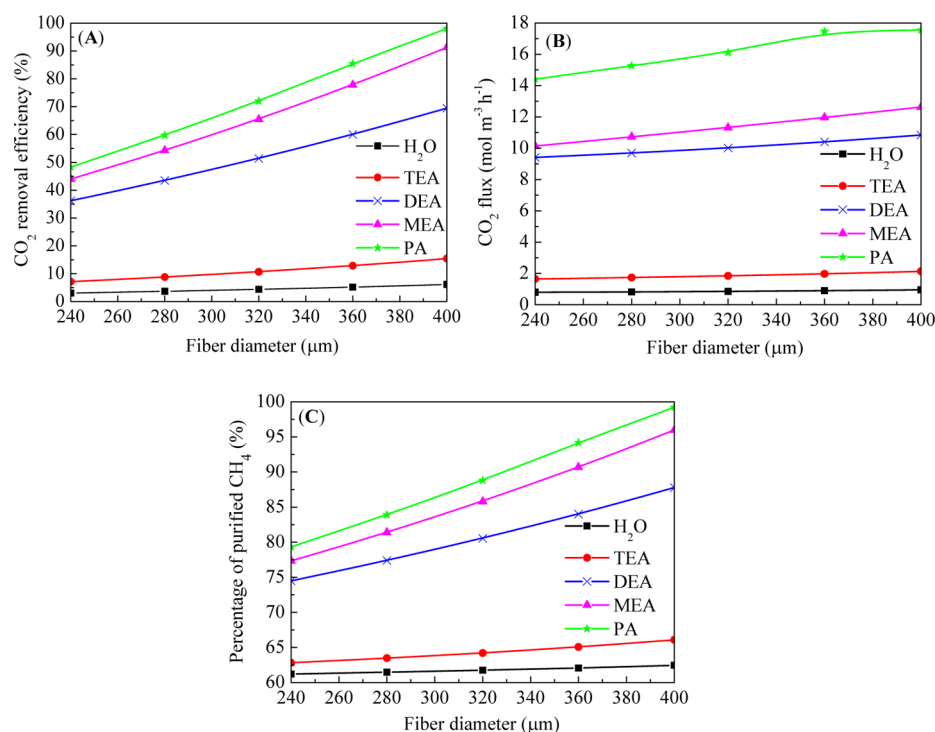 (A)
CO2 removal efficiency (%)
100
90
80
70
60
50
40
30
20
10
0
H2O
TEA
DEA
MEA
PA
240 260 280 300 320 340 360 380 400
Fiber diameter (μm)
(B)
CO2 flux (mol m-3 h-1)
18
16
14
12
10
8
6
4
2
0
H2O
TEA
DEA
MEA
PA
240 260 280 300 320 340 360 380 400
Fiber diameter (μm)
(C)
Percentage of purified CH4 (%)
100
95
90
85
80
75
70
65
60
H2O
TEA
DEA
MEA
PA
240 260 280 300 320 340 360 380 400
Fiber diameter (μm)